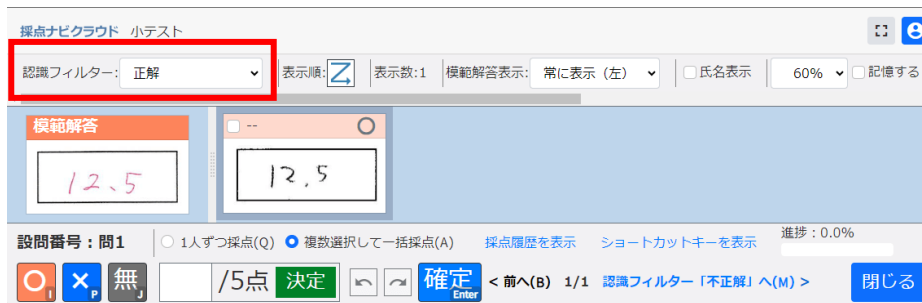 採点ナビクラウド 小テスト
認識フィルター: 正解 表示順: 表示数:1 模範解答表示: 常に表示（左） 氏名表示 60% 記憶する
模範解答 --
12.5 12.5
設問番号：問1 1人ずつ採点(Q) 複数選択して一括採点(A) 採点履歴を表示 ショートカットキーを表示 進捗：0.0%
I P 無 J /5点 決定 確定 Enter < 前へ(B) 1/1 認識フィルター「不正解」へ(M) > 閉じる